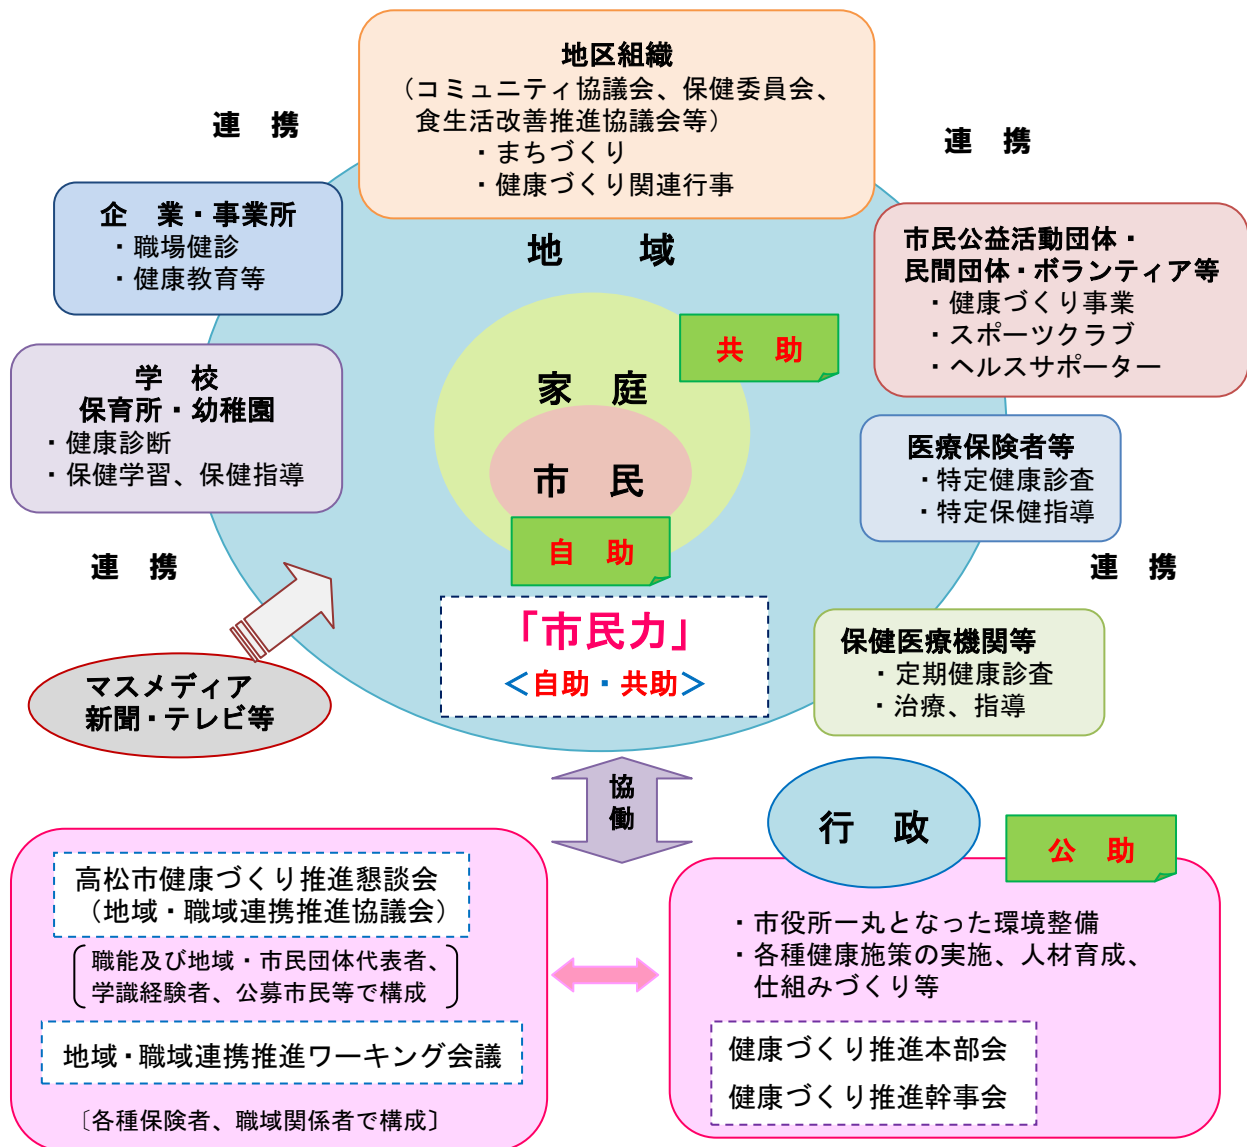 地区組織
（コミュニティ協議会、保健委員会、
食生活改善推進協議会等）
・まちづくり
・健康づくり関連行事
連　携
連　携
企　業・事業所
・職場健診
・健康教育等
地　域
市民公益活動団体・
民間団体・ボランティア等
・健康づくり事業
・スポーツクラブ
・ヘルスサポーター
共　助
学　校
保育所・幼稚園
・健康診断
・保健学習、保健指導
家　庭
市　民
自　助
医療保険者等
・特定健康診査
・特定保健指導
連　携
連　携
「市民力」
＜自助・共助＞
保健医療機関等
・定期健康診査
・治療、指導
マスメディア
新聞・テレビ等
協働
行　政
公　助
高松市健康づくり推進懇談会
（地域・職域連携推進協議会）
職能及び地域・市民団体代表者、
学識経験者、公募市民等で構成
地域・職域連携推進ワーキング会議
〔各種保険者、職域関係者で構成〕
・市役所一丸となった環境整備
・各種健康施策の実施、人材育成、
仕組みづくり等
健康づくり推進本部会
健康づくり推進幹事会